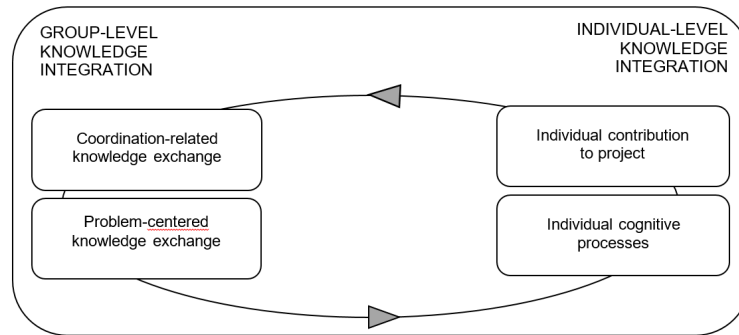 GROUP-LEVEL
KNOWLEDGE
INTEGRATION
INDIVIDUAL-LEVEL
KNOWLEDGE
INTEGRATION
Coordination-related
knowledge exchange
Individual contribution
to project
Problem-centered
knowledge exchange
Individual cognitive
processes